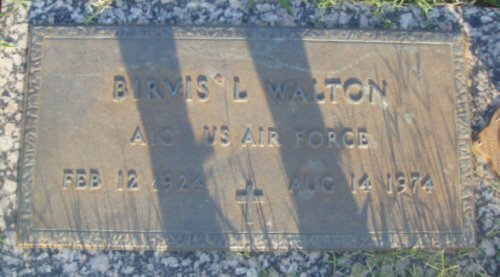 BIRVIS L WALTON
A1C US AIR FORCE
FEB 12 1924 AUG 14 1974